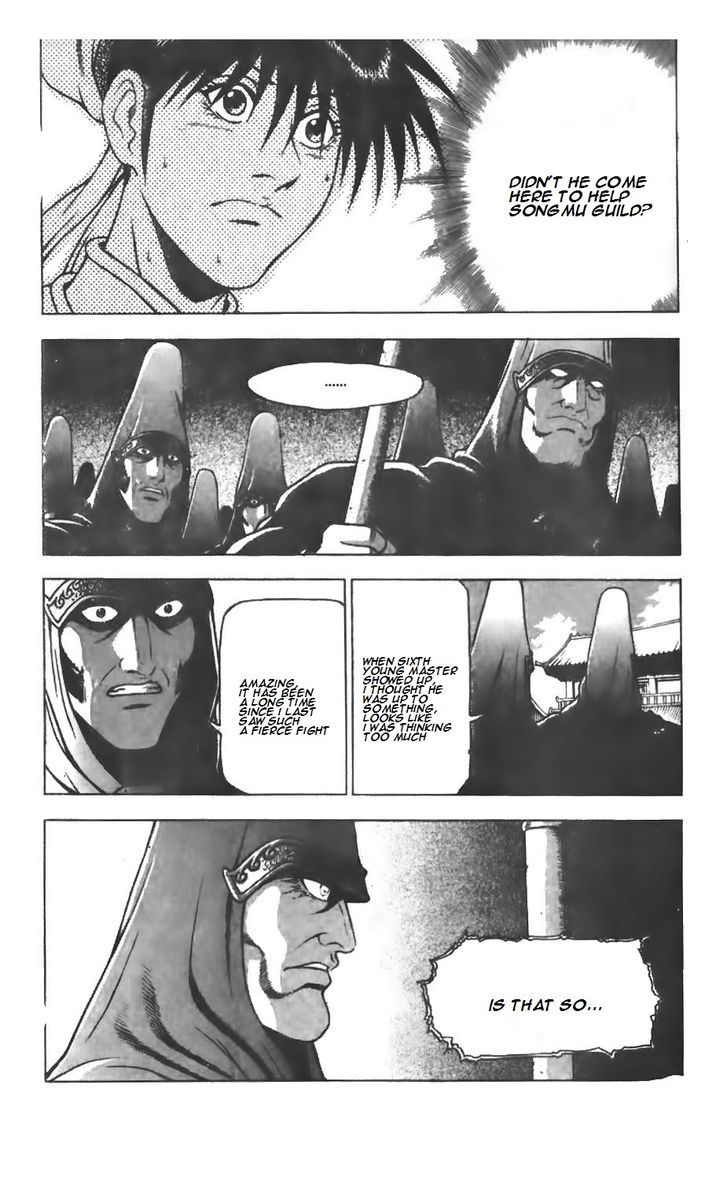 DIDN'T HE COME
HERE TO HELP
SONGMU GUILD?
......
WHEN SIXTH
YOUNG MASTER
SHOWED UP,
I THOUGHT HE
WAS UP TO
SOMETHING,
LOOKS LIKE
I WAS THINKING
TOO MUCH
AMAZING,
IT HAS BEEN
A LONG TIME
SINCE I LAST
SAW SUCH
A FIERCE FIGHT
IS THAT SO...